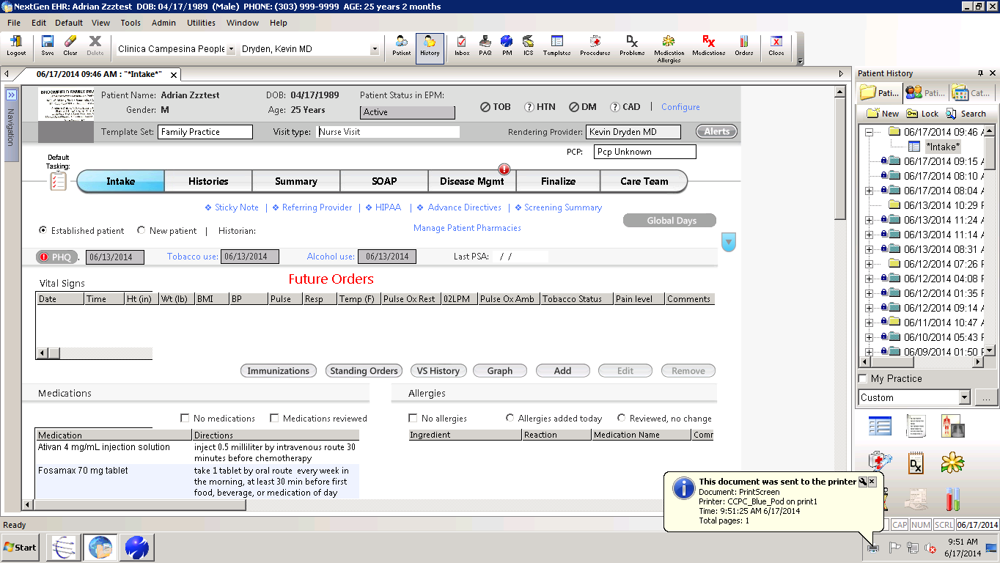 NextGen EHR: Adrian Zzztest DOB: 04/17/1989 (Male) PHONE: (303) 999-9999 AGE: 25 years 2 months
File Edit Default View Tools Admin Utilities Window Help
Logout Save Clear Delete Clinica Campesina People Dryden, Kevin MD Patient History Inbox PAQ PM ICS Templates Procedures Problems Medication Allergies Medications Orders Close
06/17/2014 09:46 AM : "*Intake*"
Navigation
BROOMFIELD FAMILY PRA
Patient Name: Adrian Zzztest DOB: 04/17/1989 Patient Status in EPM:
Gender: M Age: 25 Years Active
TOB HTN DM CAD | Configure
Template Set: Family Practice Visit type: Nurse Visit Rendering Provider: Kevin Dryden MD Alerts
PCP: Pcp Unknown
Default
Tasking:
Intake Histories Summary SOAP Disease Mgmt Finalize Care Team
Sticky Note | Referring Provider | HIPAA | Advance Directives | Screening Summary
Global Days
Established patient New patient | Historian: Manage Patient Pharmacies
PHQ . 06/13/2014 Tobacco use: 06/13/2014 Alcohol use: 06/13/2014 Last PSA: / /
Vital Signs Future Orders
Date Time Ht (in) Wt (lb) BMI BP Pulse Resp Temp (F) Pulse Ox Rest 02LPM Pulse Ox Amb Tobacco Status Pain level Comments
Immunizations Standing Orders VS History Graph Add Edit Remove
Medications Allergies
No medications Medications reviewed No allergies Allergies added today Reviewed, no change
Medication Directions Ingredient Reaction Medication Name Comr
Ativan 4 mg/mL injection solution inject 0.5 milliliter by intravenous route 30
minutes before chemotherapy
Fosamax 70 mg tablet take 1 tablet by oral route every week in
the morning, at least 30 min before first
food, beverage, or medication of day
Patient History
Pati... Pati... Cat...
New Lock Search
06/17/2014 09:46 A
*Intake*
06/17/2014 09:15 A
06/17/2014 08:10 A
06/17/2014 08:04 A
06/13/2014 10:29 P
06/13/2014 11:24 A
06/13/2014 11:14 A
06/13/2014 08:31 A
06/12/2014 07:26 P
06/12/2014 04:08 P
06/12/2014 01:35 P
06/12/2014 09:14 A
06/11/2014 10:47 A
06/10/2014 05:43 P
06/09/2014 01:50 P
My Practice
Custom ...
This document was sent to the printer
Document: PrintScreen
Printer: CCPC_Blue_Pod on print1
Time: 9:51:25 AM 6/17/2014
Total pages: 1
Ready CAP NUM SCRL 06/17/2014
Start 9:51 AM
6/17/2014